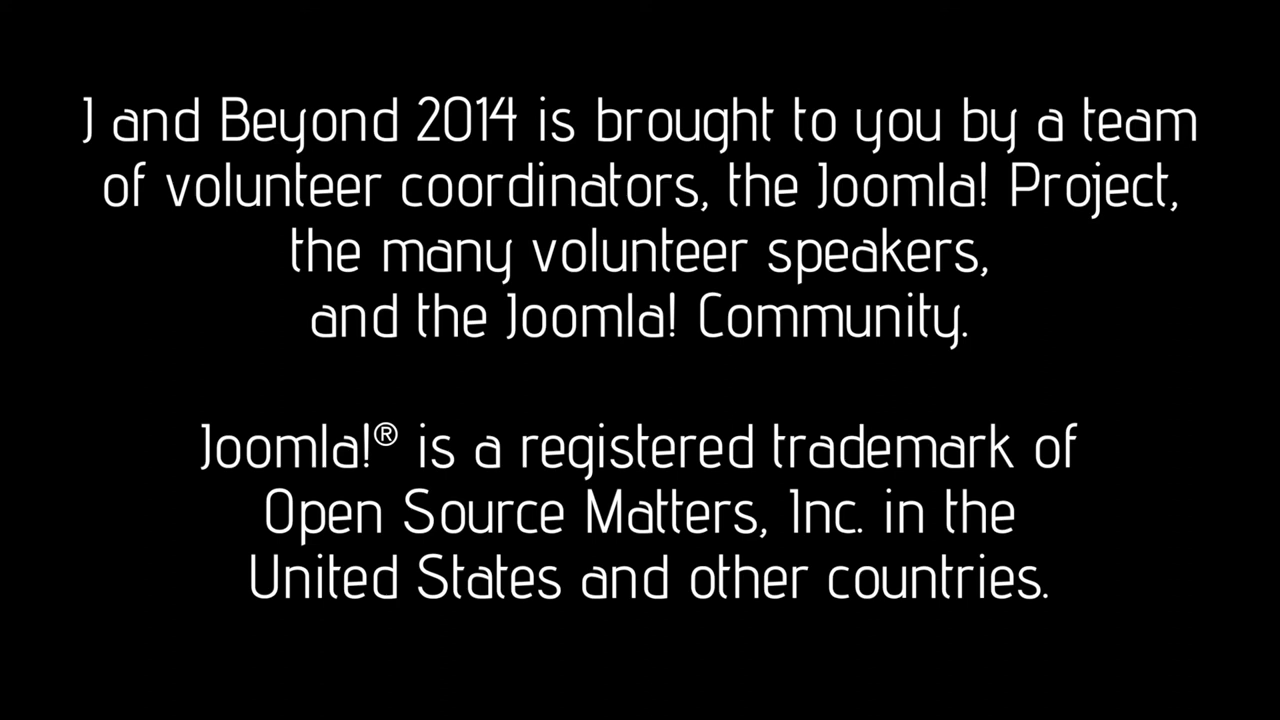 J and Beyond 2014 is brought to you by a team
of volunteer coordinators, the Joomla! Project,
the many volunteer speakers,
and the Joomla! Community.
Joomla!® is a registered trademark of
Open Source Matters, Inc. in the
United States and other countries.